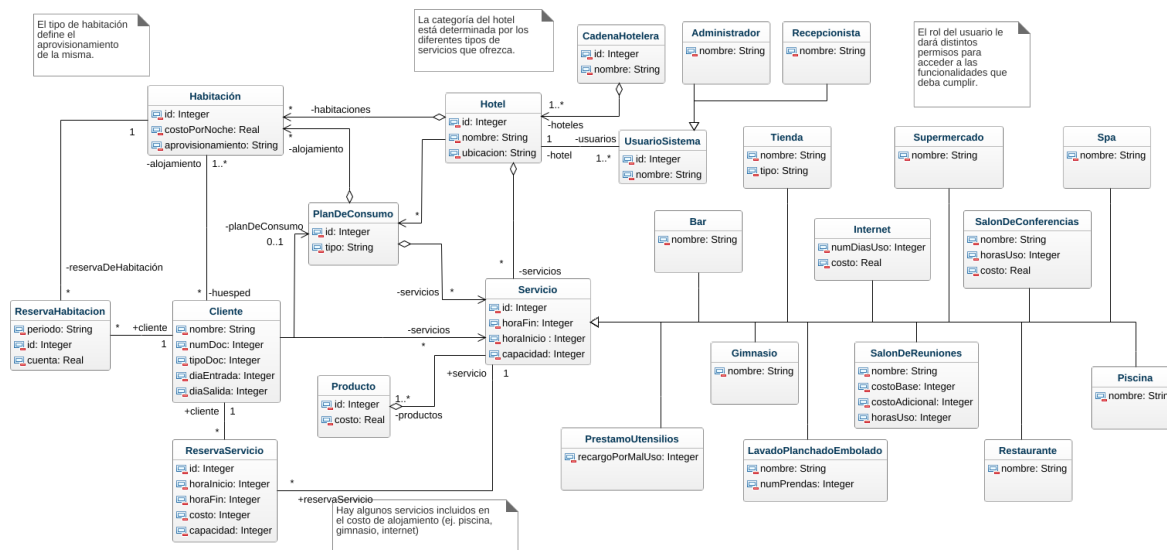 El tipo de habitación
define el
aprovisionamiento
de la misma.
La categoría del hotel
está determinada por los
diferentes tipos de
servicios que ofrezca.
El rol del usuario le
dará distintos
permisos para
acceder a las
funcionalidades que
deba cumplir.
CadenaHotelera
id: Integer
nombre: String
Administrador
nombre: String
Recepcionista
nombre: String
Habitación
id: Integer
costoPorNoche: Real
aprovisionamiento: String
*
-habitaciones
*
-alojamiento
1
-alojamiento
1..*
Hotel
id: Integer
nombre: String
ubicacion: String
1..*
-hoteles
1
-usuarios
-hotel
1..*
UsuarioSistema
id: Integer
nombre: String
Tienda
nombre: String
tipo: String
Supermercado
nombre: String
Spa
nombre: String
PlanDeConsumo
id: Integer
tipo: String
*
-planDeConsumo
0..1
Bar
nombre: String
Internet
numDiasUso: Integer
costo: Real
SalonDeConferencias
nombre: String
horasUso: Integer
costo: Real
-reservaDeHabitación
*
*
-huesped
-servicios
*
*
-servicios
ReservaHabitacion
periodo: String
id: Integer
cuenta: Real
*
+cliente
1
Cliente
nombre: String
numDoc: Integer
tipoDoc: Integer
diaEntrada: Integer
diaSalida: Integer
-servicios
*
Servicio
id: Integer
horaFin: Integer
horaInicio : Integer
capacidad: Integer
+servicio
1
Producto
id: Integer
costo: Real
1..*
-productos
Gimnasio
nombre: String
SalonDeReuniones
nombre: String
costoBase: Integer
costoAdicional: Integer
horasUso: Integer
Piscina
nombre: Strin
+cliente
1
*
ReservaServicio
id: Integer
horaInicio: Integer
horaFin: Integer
costo: Integer
capacidad: Integer
*
+reservaServicio
PrestamoUtensilios
recargoPorMalUso: Integer
LavadoPlanchadoEmbolado
nombre: String
numPrendas: Integer
Restaurante
nombre: String
Hay algunos servicios incluidos en
el costo de alojamiento (ej. piscina,
gimnasio, internet)